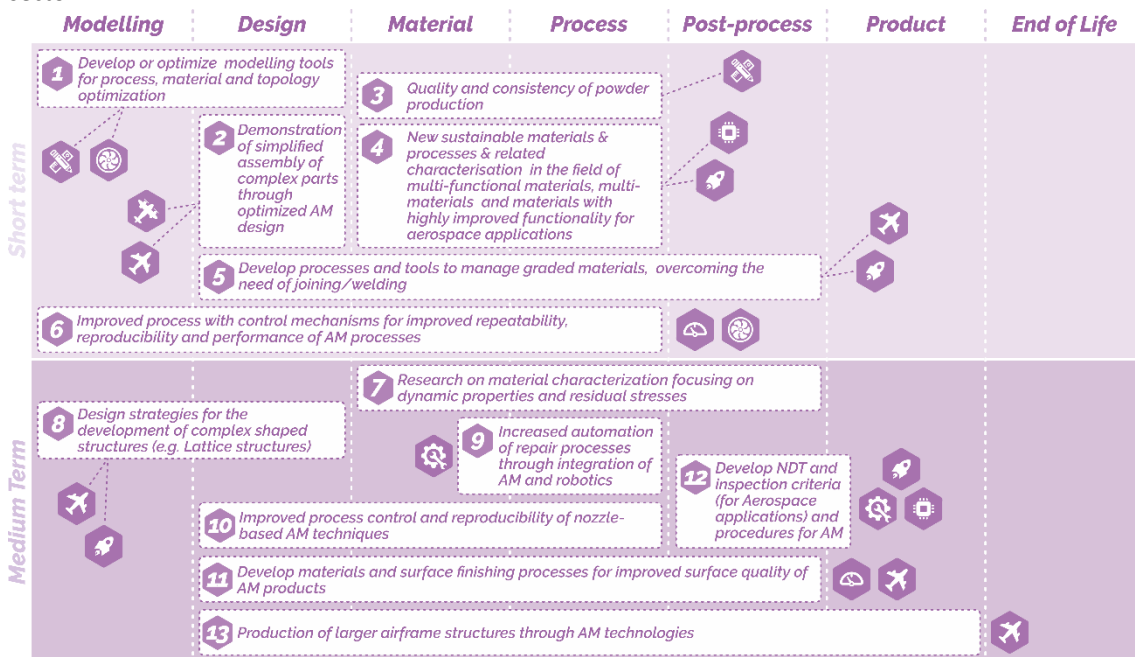 Modelling
Design
Material
Process
Post-process
Product
End of Life
Short term
1
Develop or optimize modelling tools
for process, material and topology
optimization
2
Demonstration
of simplified
assembly of
complex parts
through
optimized AM
design
3
Quality and consistency of powder
production
4
New sustainable materials &
processes & related
characterisation in the field of
multi-functional materials, multi-
materials and materials with
highly improved functionality for
aerospace applications
5
Develop processes and tools to manage graded materials, overcoming the
need of joining/welding
6
Improved process with control mechanisms for improved repeatability,
reproducibility and performance of AM processes
Medium Term
7
Research on material characterization focusing on
dynamic properties and residual stresses
8
Design strategies for the
development of complex shaped
structures (e.g. Lattice structures)
9
Increased automation
of repair processes
through integration of
AM and robotics
12
Develop NDT and
inspection criteria
(for Aerospace
applications) and
procedures for AM
10
Improved process control and reproducibility of nozzle-
based AM techniques
11
Develop materials and surface finishing processes for improved surface quality of
AM products
13
Production of larger airframe structures through AM technologies